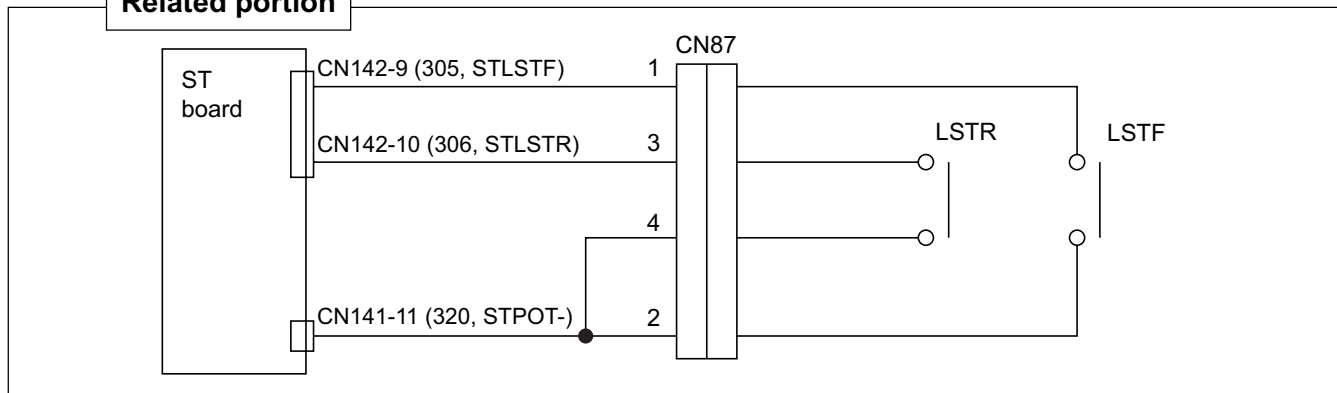 Related portion
CN87
ST
board
CN142-9 (305, STLSTF)
1
CN142-10 (306, STLSTR)
3
LSTR
LSTF
4
CN141-11 (320, STPOT-)
2